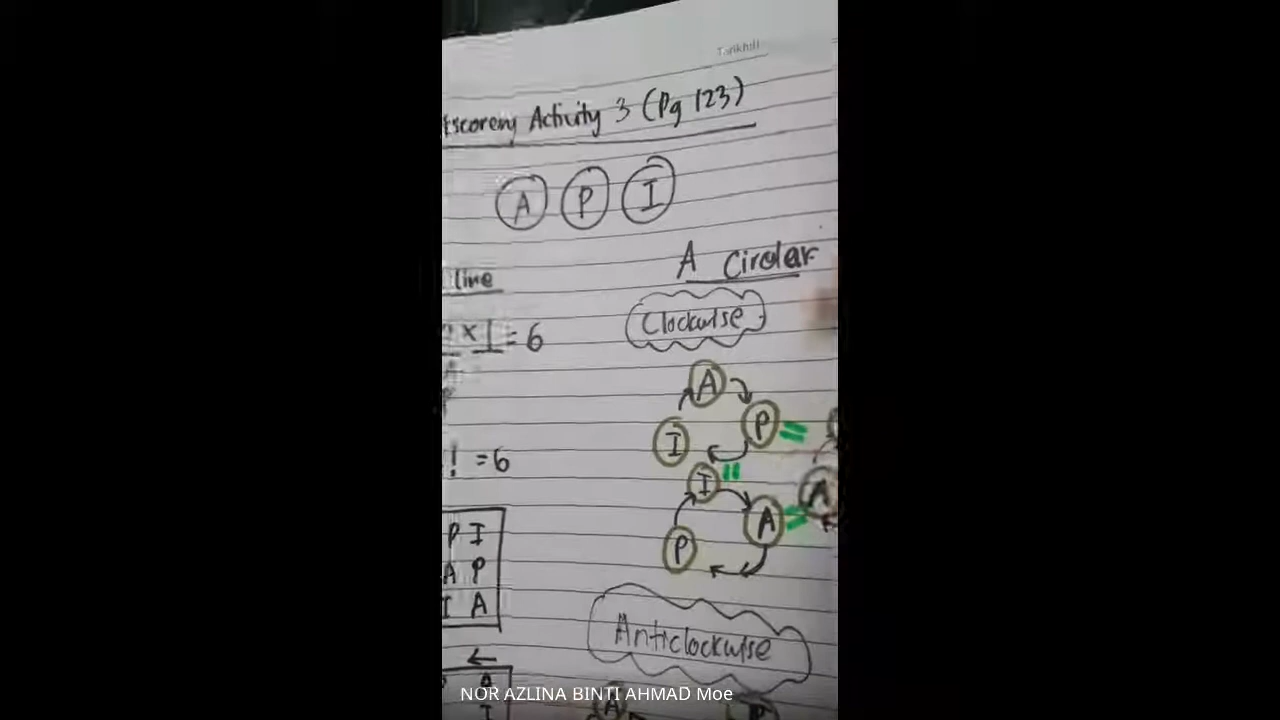 Activity 3 (Pg 123)
A P I
line
A Circular
Clockwise
× 1 = 6
A
P
I
I
! = 6
A
A
P
P I
A P
I A
Anticlockwise
A
I
A
NOR AZLINA BINTI AHMAD Moe